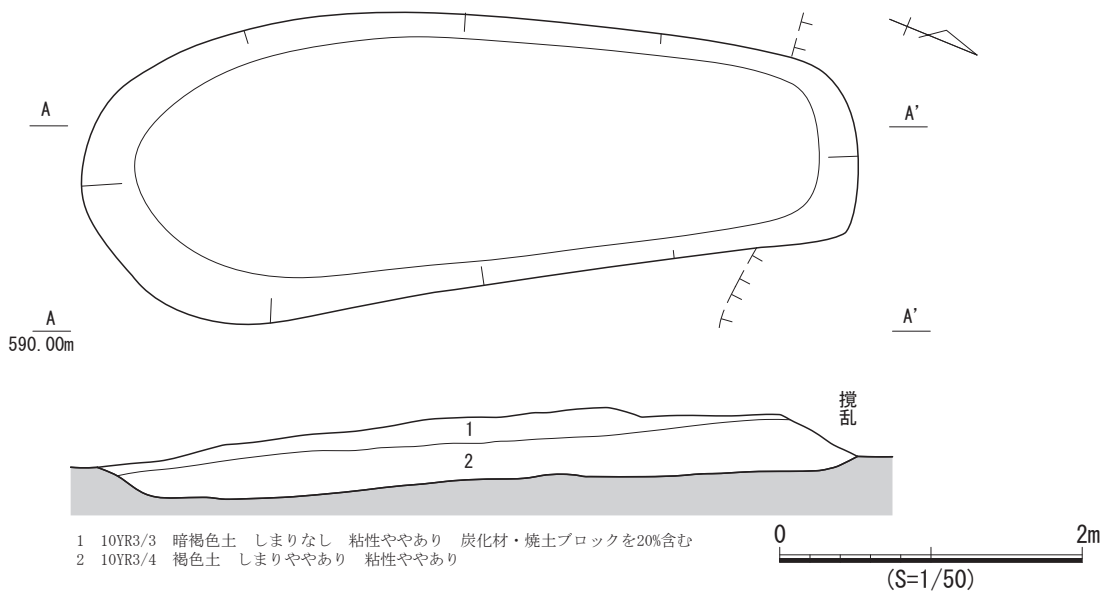 A
A'
A
590.00m
A'
撹乱
1
2
1 10YR3/3 暗褐色土 しまりなし 粘性ややあり 炭化材・焼土ブロックを20%含む
2 10YR3/4 褐色土 しまりややあり 粘性ややあり
0 2m
(S=1/50)